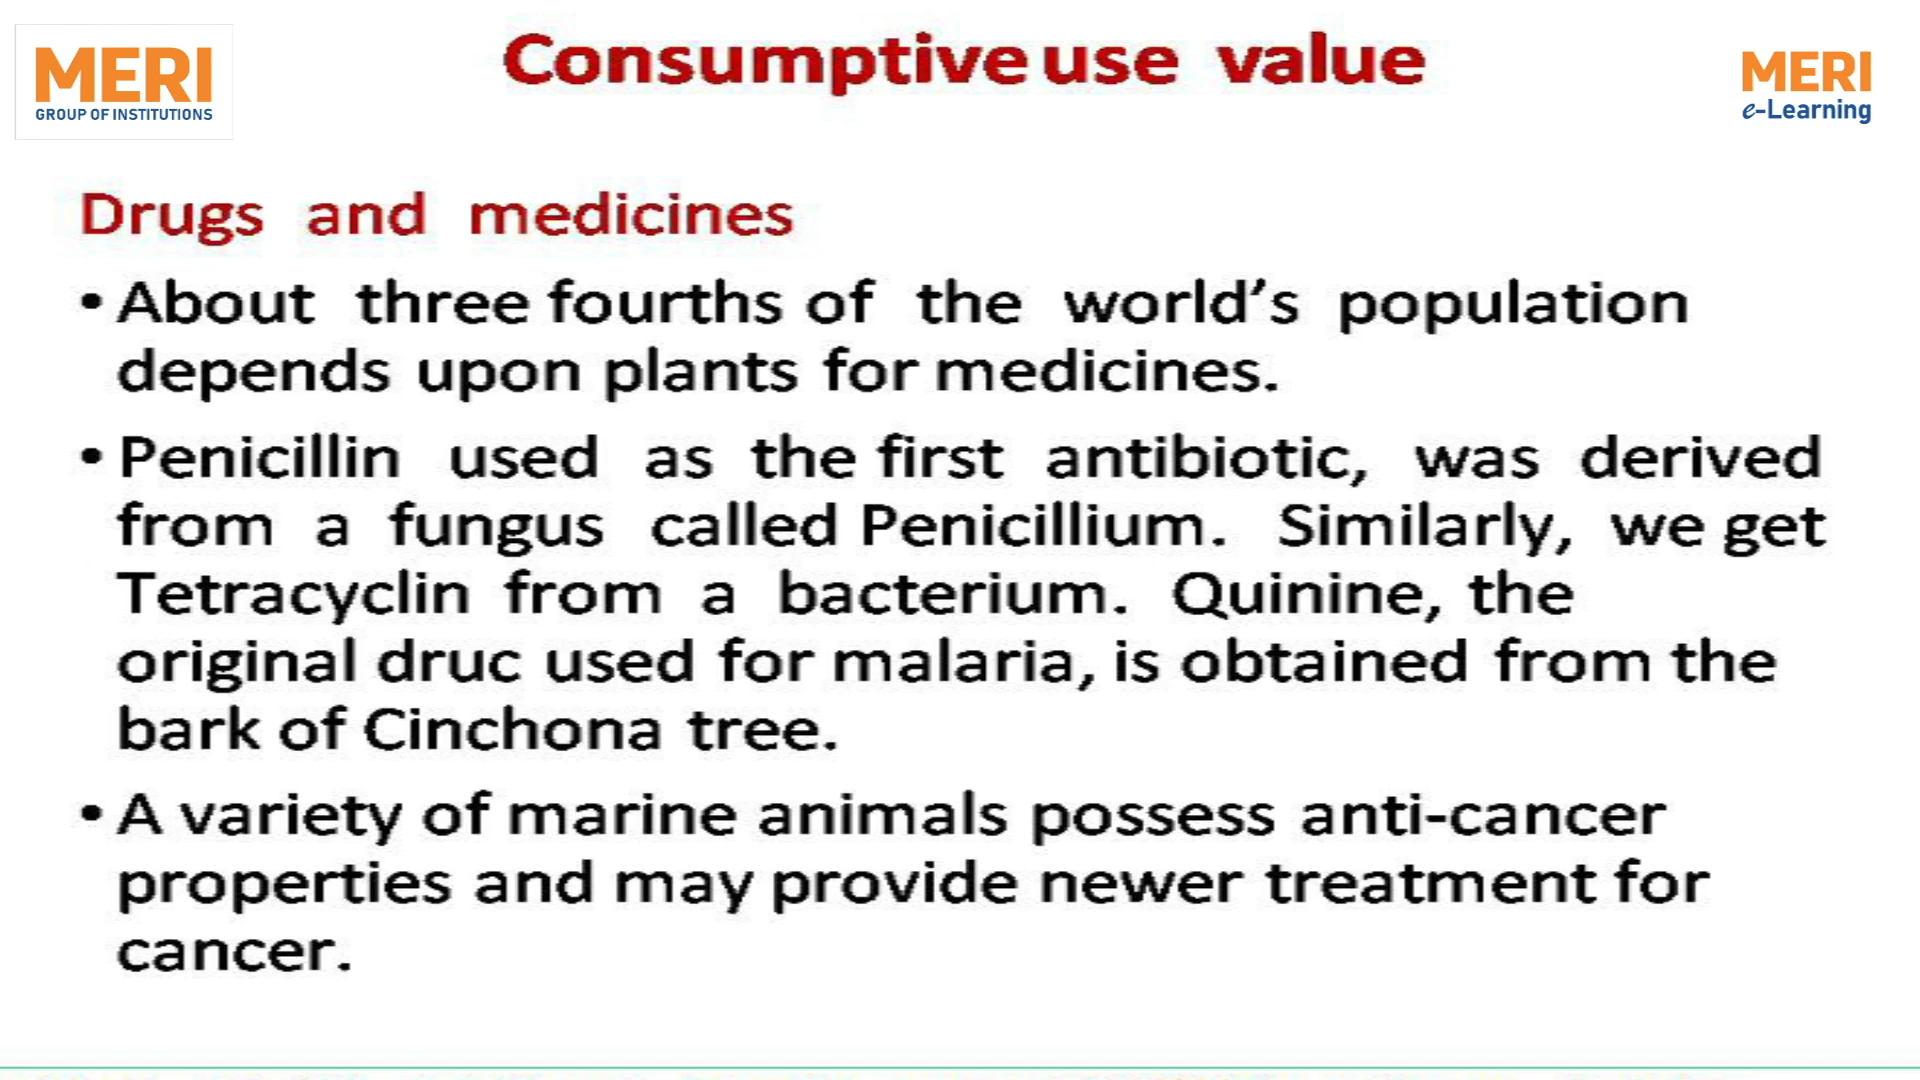 MERI
GROUP OF INSTITUTIONS
Consumptive use value
MERI
e-Learning
Drugs and medicines
• About three fourths of the world's population
depends upon plants for medicines.
• Penicillin used as the first antibiotic, was derived
from a fungus called Penicillium. Similarly, we get
Tetracyclin from a bacterium. Quinine, the
original druc used for malaria, is obtained from the
bark of Cinchona tree.
• A variety of marine animals possess anti-cancer
properties and may provide newer treatment for
cancer.